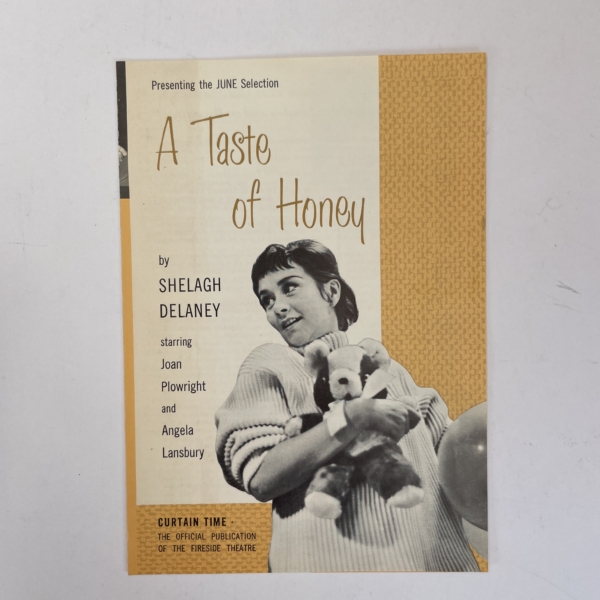 Presenting the JUNE Selection
A Taste
of Honey
by
SHELAGH
DELANEY
starring
Joan
Plowright
and
Angela
Lansbury
CURTAIN TIME -
THE OFFICIAL PUBLICATION
OF THE FIRESIDE THEATRE